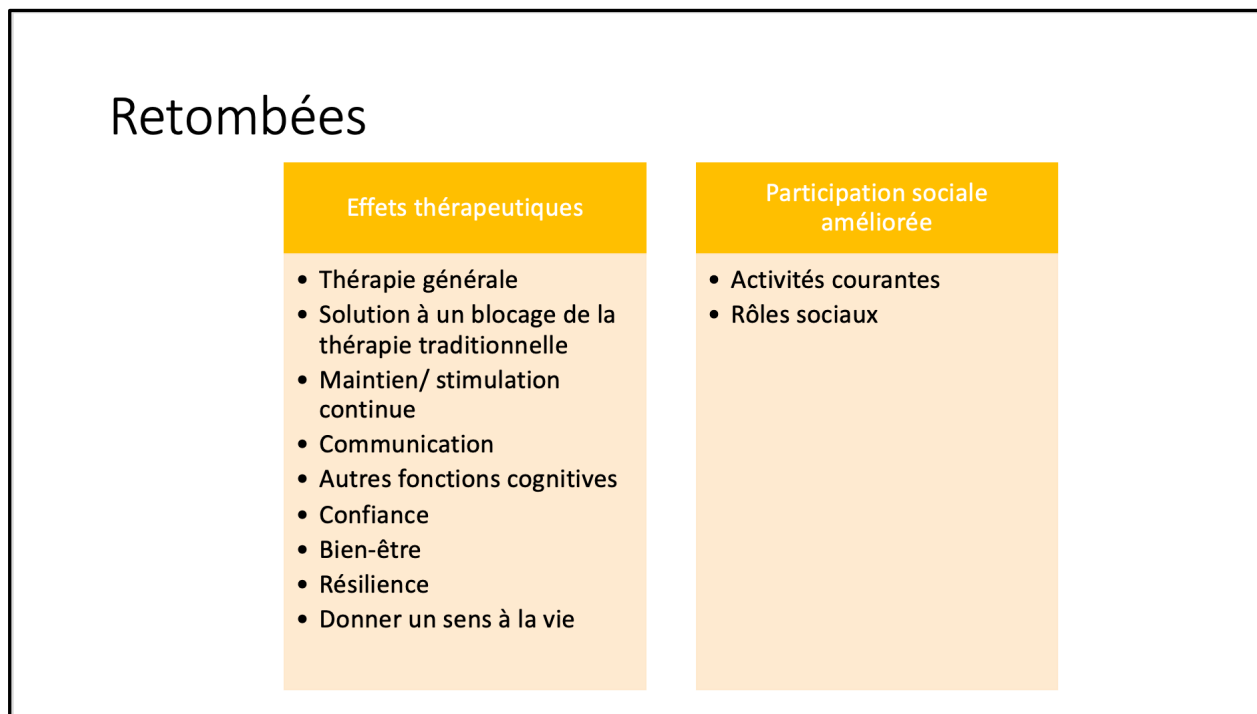 Retombées
Effets thérapeutiques
• Thérapie générale
• Solution à un blocage de la
thérapie traditionnelle
• Maintien/ stimulation
continue
• Communication
• Autres fonctions cognitives
• Confiance
• Bien-être
• Résilience
• Donner un sens à la vie
Participation sociale
améliorée
• Activités courantes
• Rôles sociaux